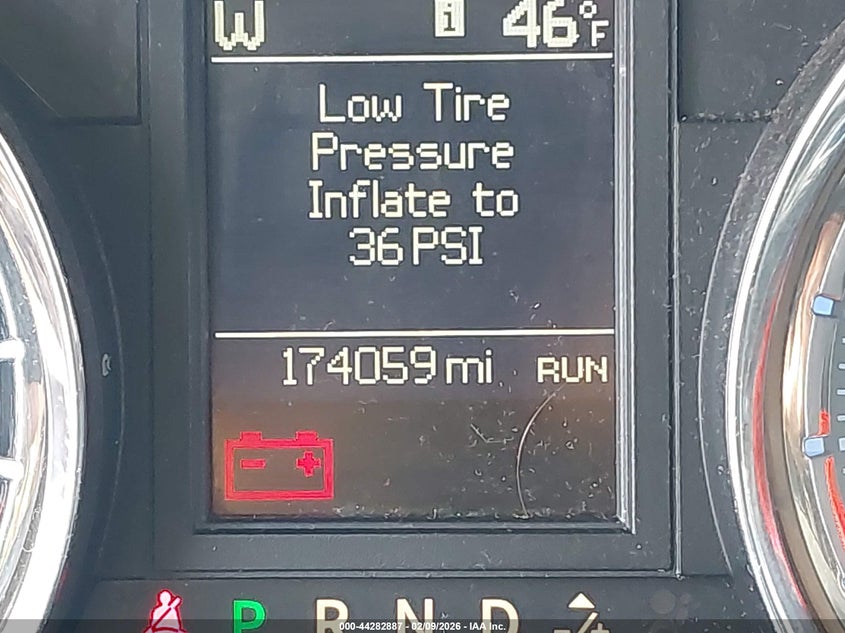 W i 46°F
Low Tire
Pressure
Inflate to
36 PSI
174059 mi RUN
P R N D -/+
000-44282887 - 02/09/2026 - IAA Inc.